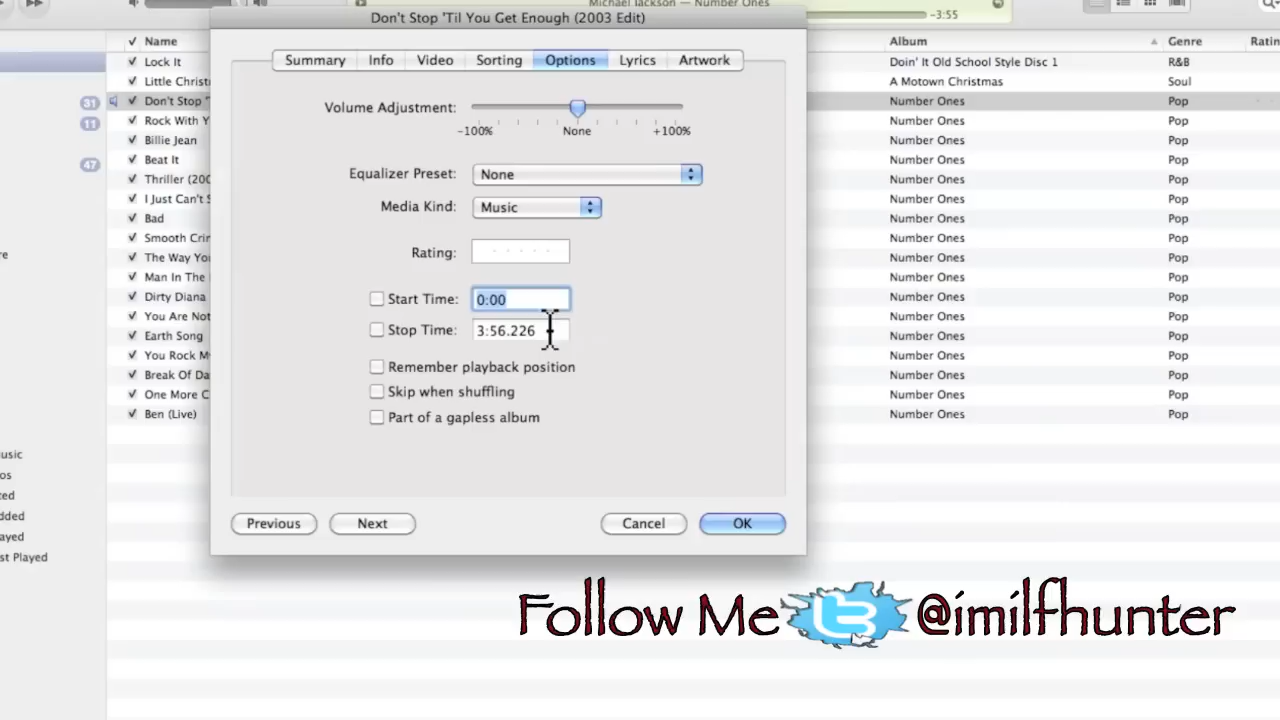 Michael Jackson — Number Ones
-3:55
Don't Stop 'Til You Get Enough (2003 Edit)
Summary Info Video Sorting Options Lyrics Artwork
✓ Name Album Genre
Lock It Doin' It Old School Style Disc 1 R&B
Little A Motown Christmas Soul
31 Don't Stop Number Ones Pop
11 Rock With Y Number Ones Pop
Billie Jean Number Ones Pop
Beat It Number Ones Pop
47 Thriller Number Ones Pop
I Just Can't Number Ones Pop
Bad Number Ones Pop
Smooth Cri Number Ones Pop
The Way Yo Number Ones Pop
Man In The Number Ones Pop
Dirty Diana Number Ones Pop
You Are Not Number Ones Pop
Earth Song Number Ones Pop
You Rock M Number Ones Pop
Break Of Da Number Ones Pop
One More C Number Ones Pop
Ben (Live) Number Ones Pop
Volume Adjustment:
-100% None +100%
Equalizer Preset: None
Media Kind: Music
Rating:
Start Time: 0:00
Stop Time: 3:56.226
Remember playback position
Skip when shuffling
Part of a gapless album
Previous Next Cancel OK
Follow Me @imilfhunter